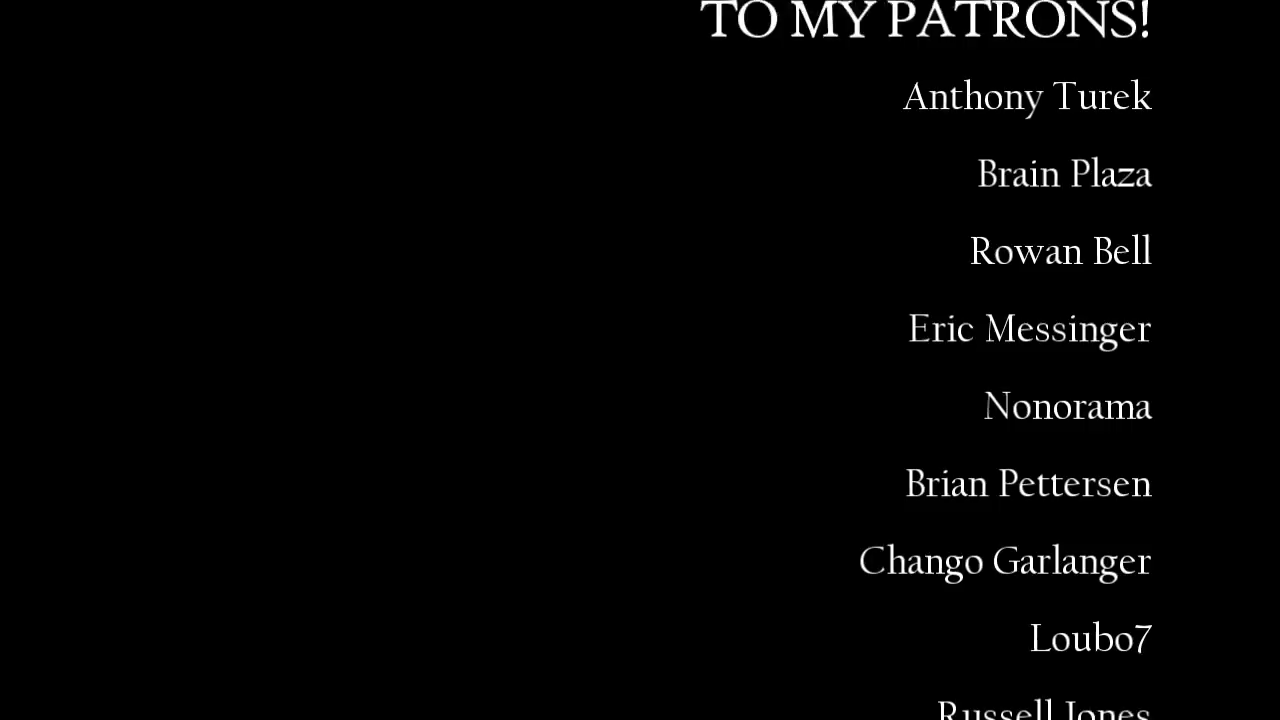 TO MY PATRONS!
Anthony Turek
Brain Plaza
Rowan Bell
Eric Messinger
Nonorama
Brian Pettersen
Chango Garlanger
Loubo7
Russell Jones